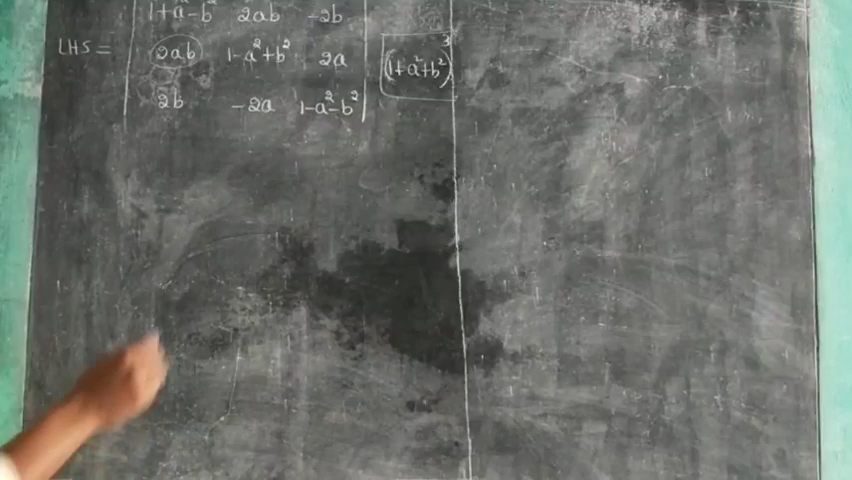 1+a²-b² 2ab -2b
LHS = 2ab 1-a²+b² 2a (1+a²+b²)³
2b -2a 1-a²-b²